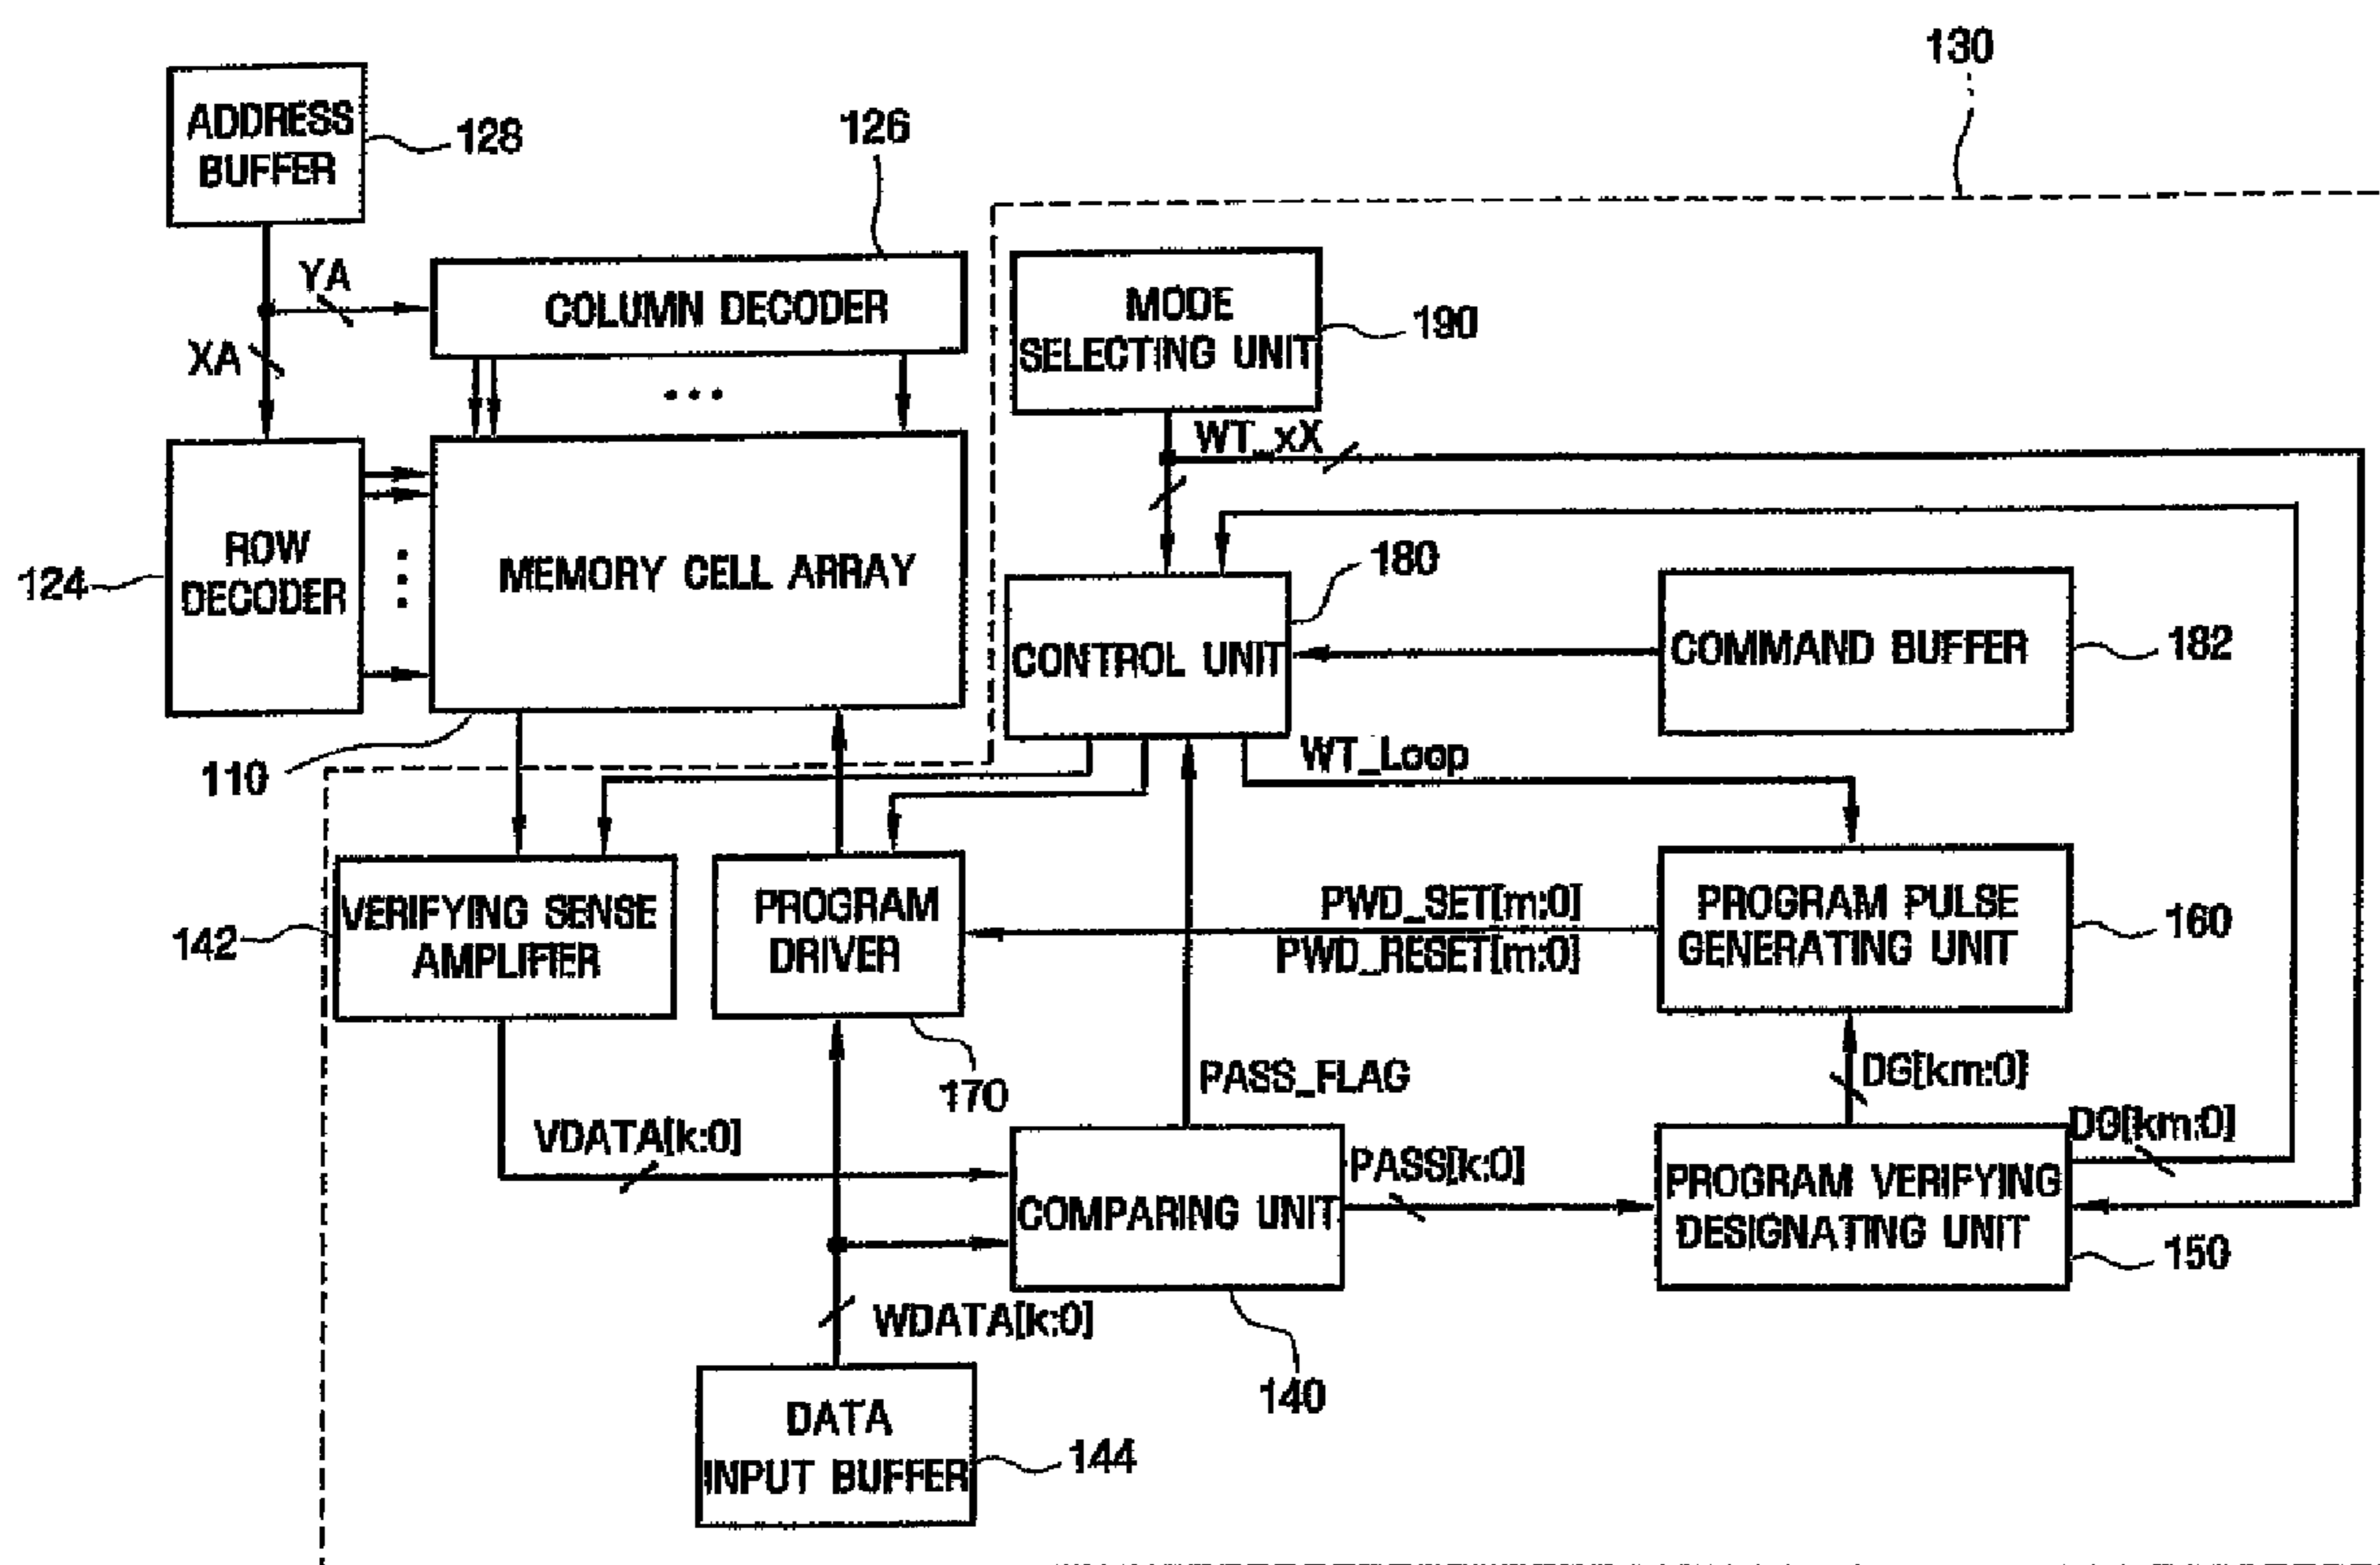 130
ADDRESS
BUFFER
128
126
YA
COLUMN DECODER
XA
MODE
SELECTING UNIT
190
WT_xX
ROW
DECODER
124
MEMORY CELL ARRAY
180
CONTROL UNIT
COMMAND BUFFER
182
110
WT_Loop
VERIFYING SENSE
AMPLIFIER
142
PROGRAM
DRIVER
170
PWD_SET[m:0]
PWD_RESET[m:0]
PROGRAM PULSE
GENERATING UNIT
160
PASS_FLAG
DG[km:0]
DG[km:0]
VDATA[k:0]
COMPARING UNIT
PASS[k:0]
PROGRAM VERIFYING
DESIGNATING UNIT
150
WDATA[k:0]
140
DATA
INPUT BUFFER
144